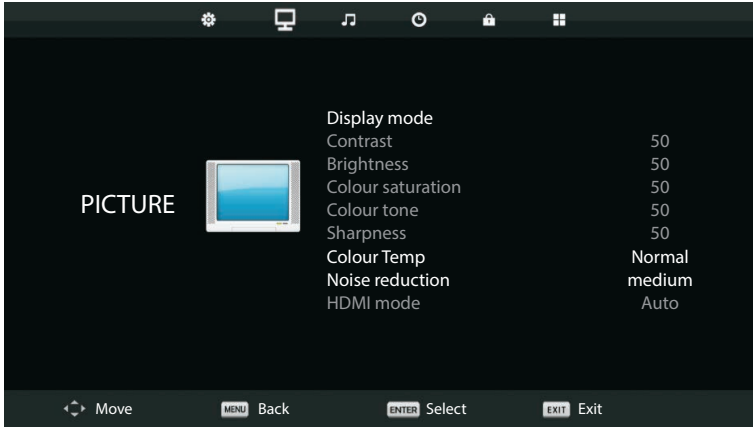 PICTURE
Display mode
Contrast 50
Brightness 50
Colour saturation 50
Colour tone 50
Sharpness 50
Colour Temp Normal
Noise reduction medium
HDMI mode Auto
Move MENU Back ENTER Select EXIT Exit